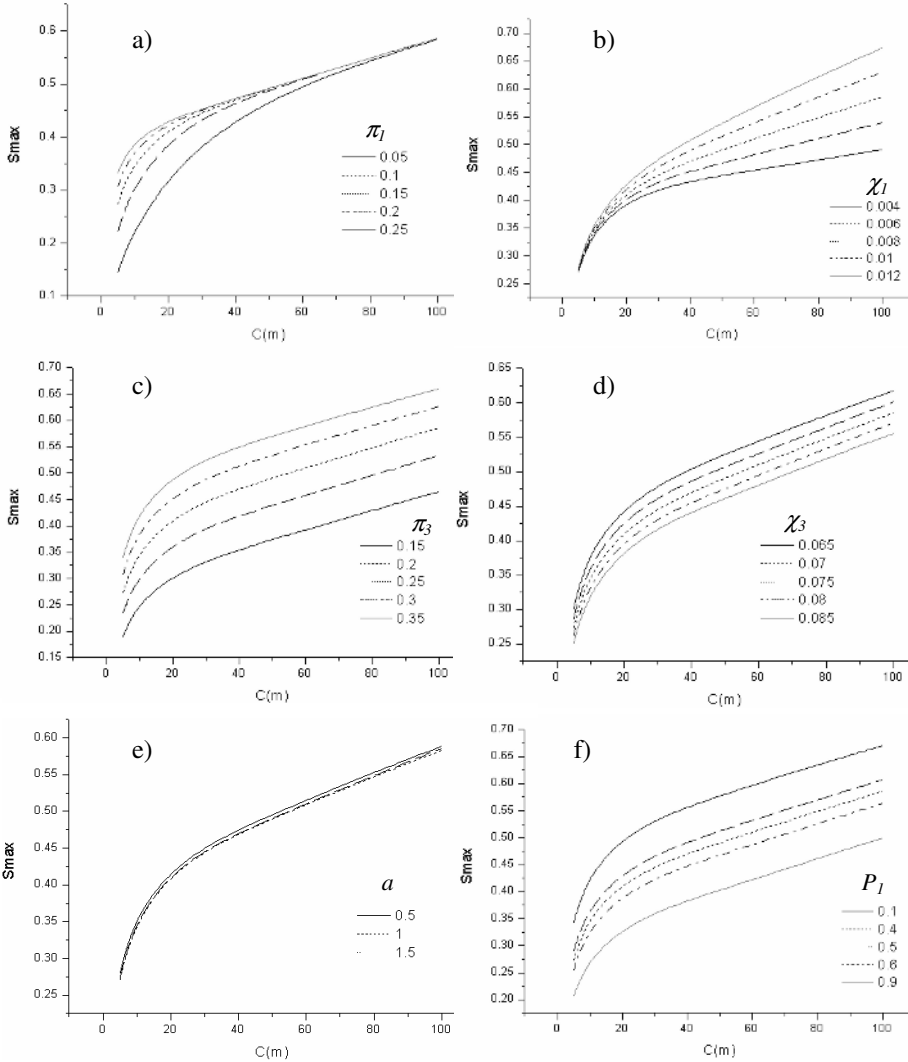 a)
Smax
0.6
0.5
0.4
0.3
0.2
0.1
π1
0.05
0.1
0.15
0.2
0.25
0 20 40 60 80 100
C(m)
b)
Smax
0.70
0.65
0.60
0.55
0.50
0.45
0.40
0.35
0.30
0.25
χ1
0.004
0.006
0.008
0.01
0.012
0 20 40 60 80 100
C(m)
c)
Smax
0.70
0.65
0.60
0.55
0.50
0.45
0.40
0.35
0.30
0.25
0.20
0.15
π3
0.15
0.2
0.25
0.3
0.35
0 20 40 60 80 100
C(m)
d)
Smax
0.65
0.60
0.55
0.50
0.45
0.40
0.35
0.30
0.25
χ3
0.065
0.07
0.075
0.08
0.085
0 20 40 60 80 100
C(m)
e)
Smax
0.60
0.55
0.50
0.45
0.40
0.35
0.30
0.25
a
0.5
1
1.5
0 20 40 60 80 100
C(m)
f)
Smax
0.70
0.65
0.60
0.55
0.50
0.45
0.40
0.35
0.30
0.25
0.20
P1
0.1
0.4
0.5
0.6
0.9
0 20 40 60 80 100
C(m)